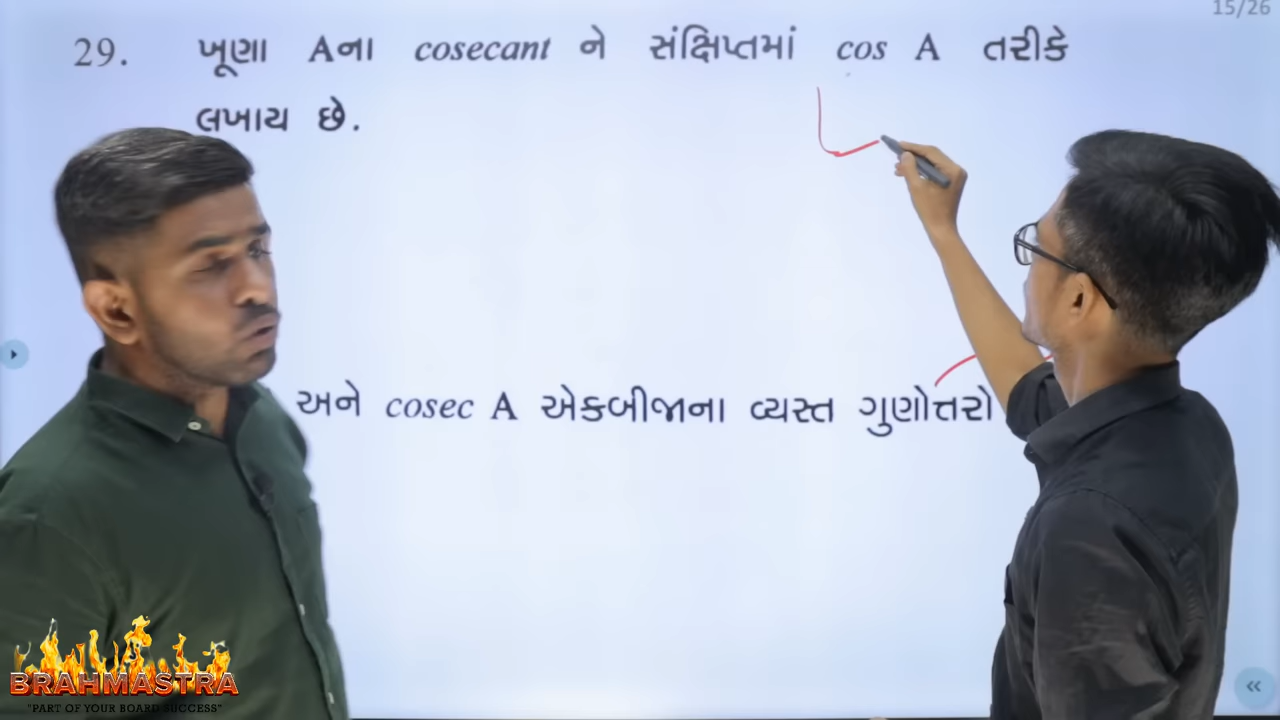 15/26
29. ખૂણા Aના cosecant ને સંક્ષિપ્તમાં cos A તરીકે
લખાય છે.
અને cosec A એકબીજાના વ્યસ્ત ગુણોત્તરો
BRAHMASTRA
"PART OF YOUR BOARD SUCCESS"